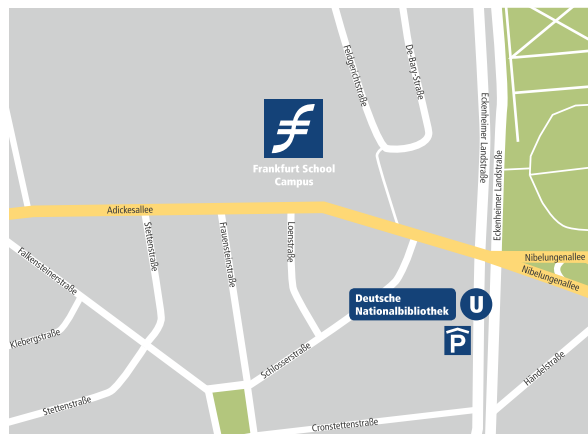 Feldgerichtstraße
De-Bary-Straße
Eckenheimer Landstraße
Eckenheimer Landstraße
Frankfurt School
Campus
Adickesallee
Stettenstraße
Frauensteinstraße
Loenstraße
Falkensteinerstraße
Nibelungenallee
Nibelungenallee
Deutsche
Nationalbibliothek
U
P
Klebergstraße
Schlosserstraße
Händelstraße
Stettenstraße
Cronstettenstraße